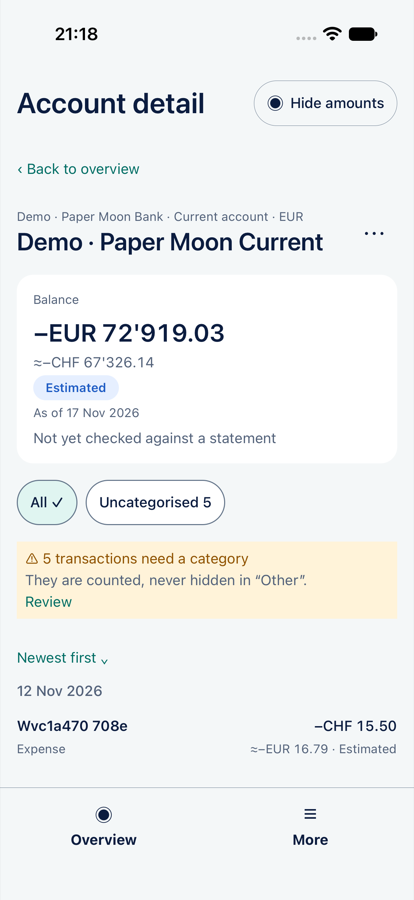 21:18
Account detail
Hide amounts
‹ Back to overview
Demo · Paper Moon Bank · Current account · EUR
Demo · Paper Moon Current
Balance
−EUR 72'919.03
≈−CHF 67'326.14
Estimated
As of 17 Nov 2026
Not yet checked against a statement
All ✓
Uncategorised 5
⚠ 5 transactions need a category
They are counted, never hidden in “Other”.
Review
Newest first ⌄
12 Nov 2026
Wvc1a470 708e
−CHF 15.50
Expense
≈−EUR 16.79 · Estimated
Overview
More